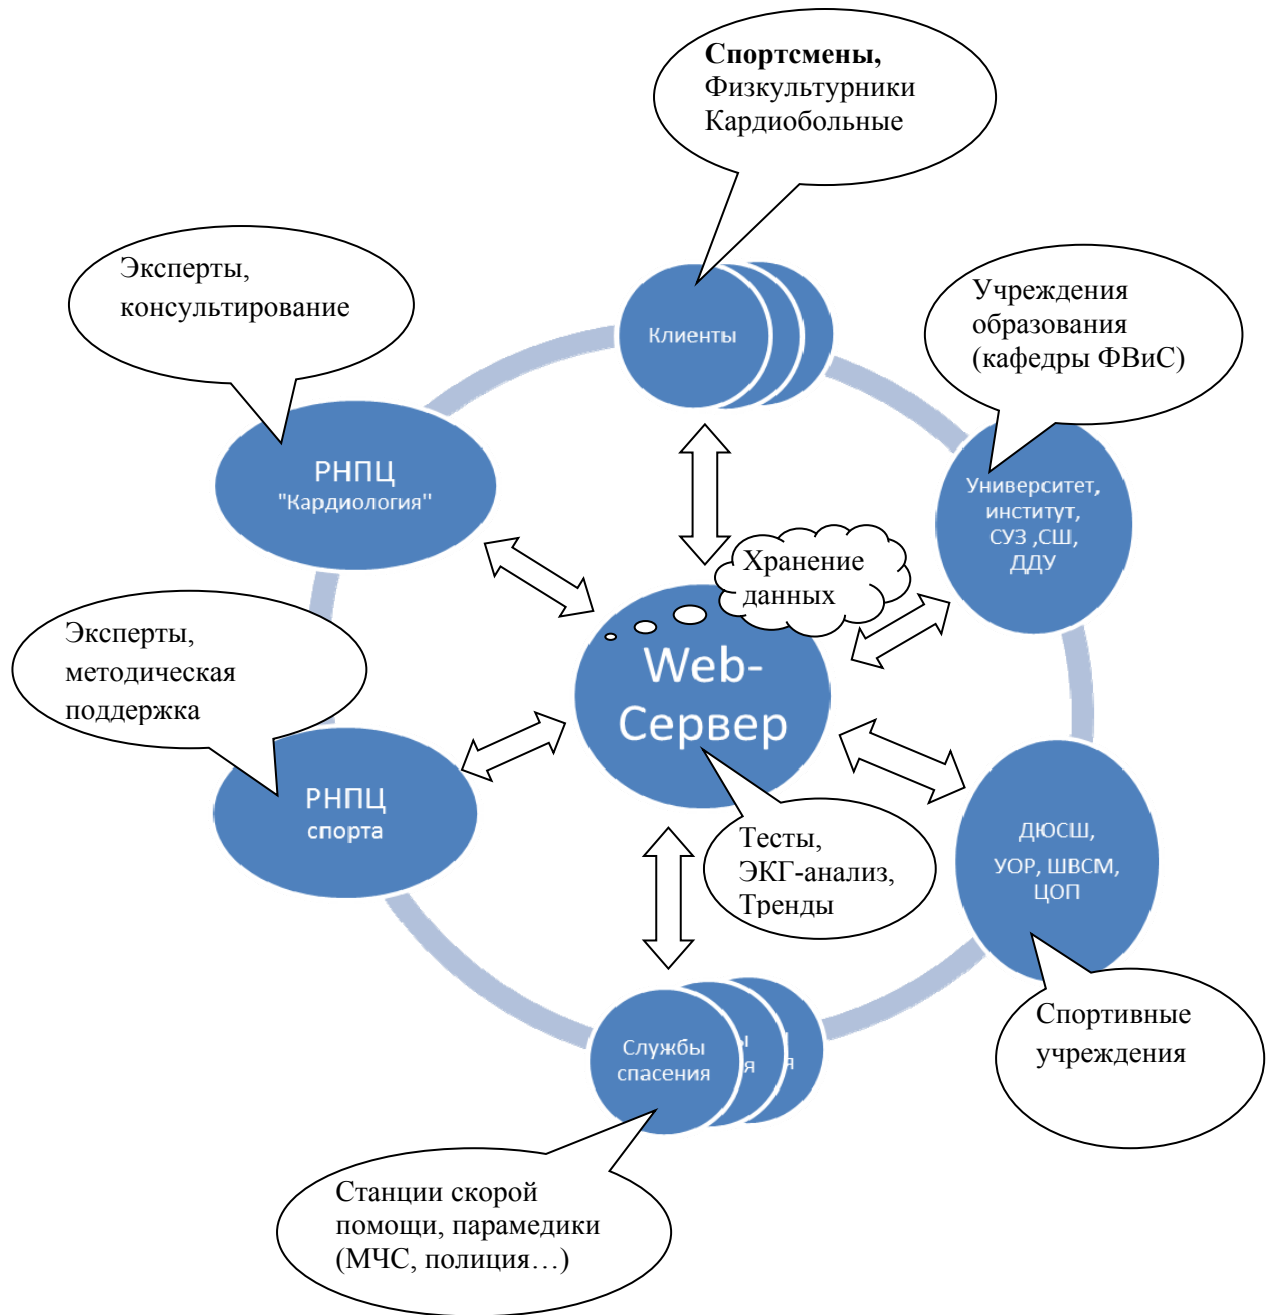 Спортсмены,
Физкультурники
Кардиобольные
Эксперты,
консультирование
Учреждения
образования
(кафедры ФВиС)
Клиенты
РНПЦ
"Кардиология"
Университет,
институт,
СУЗ ,СШ,
ДДУ
Хранение
данных
Эксперты,
методическая
поддержка
Web-
Сервер
РНПЦ
спорта
Тесты,
ЭКГ-анализ,
Тренды
ДЮСШ,
УОР, ШВСМ,
ЦОП
Спортивные
учреждения
Службы
спасения
ы
я
я
Станции скорой
помощи, парамедики
(МЧС, полиция…)